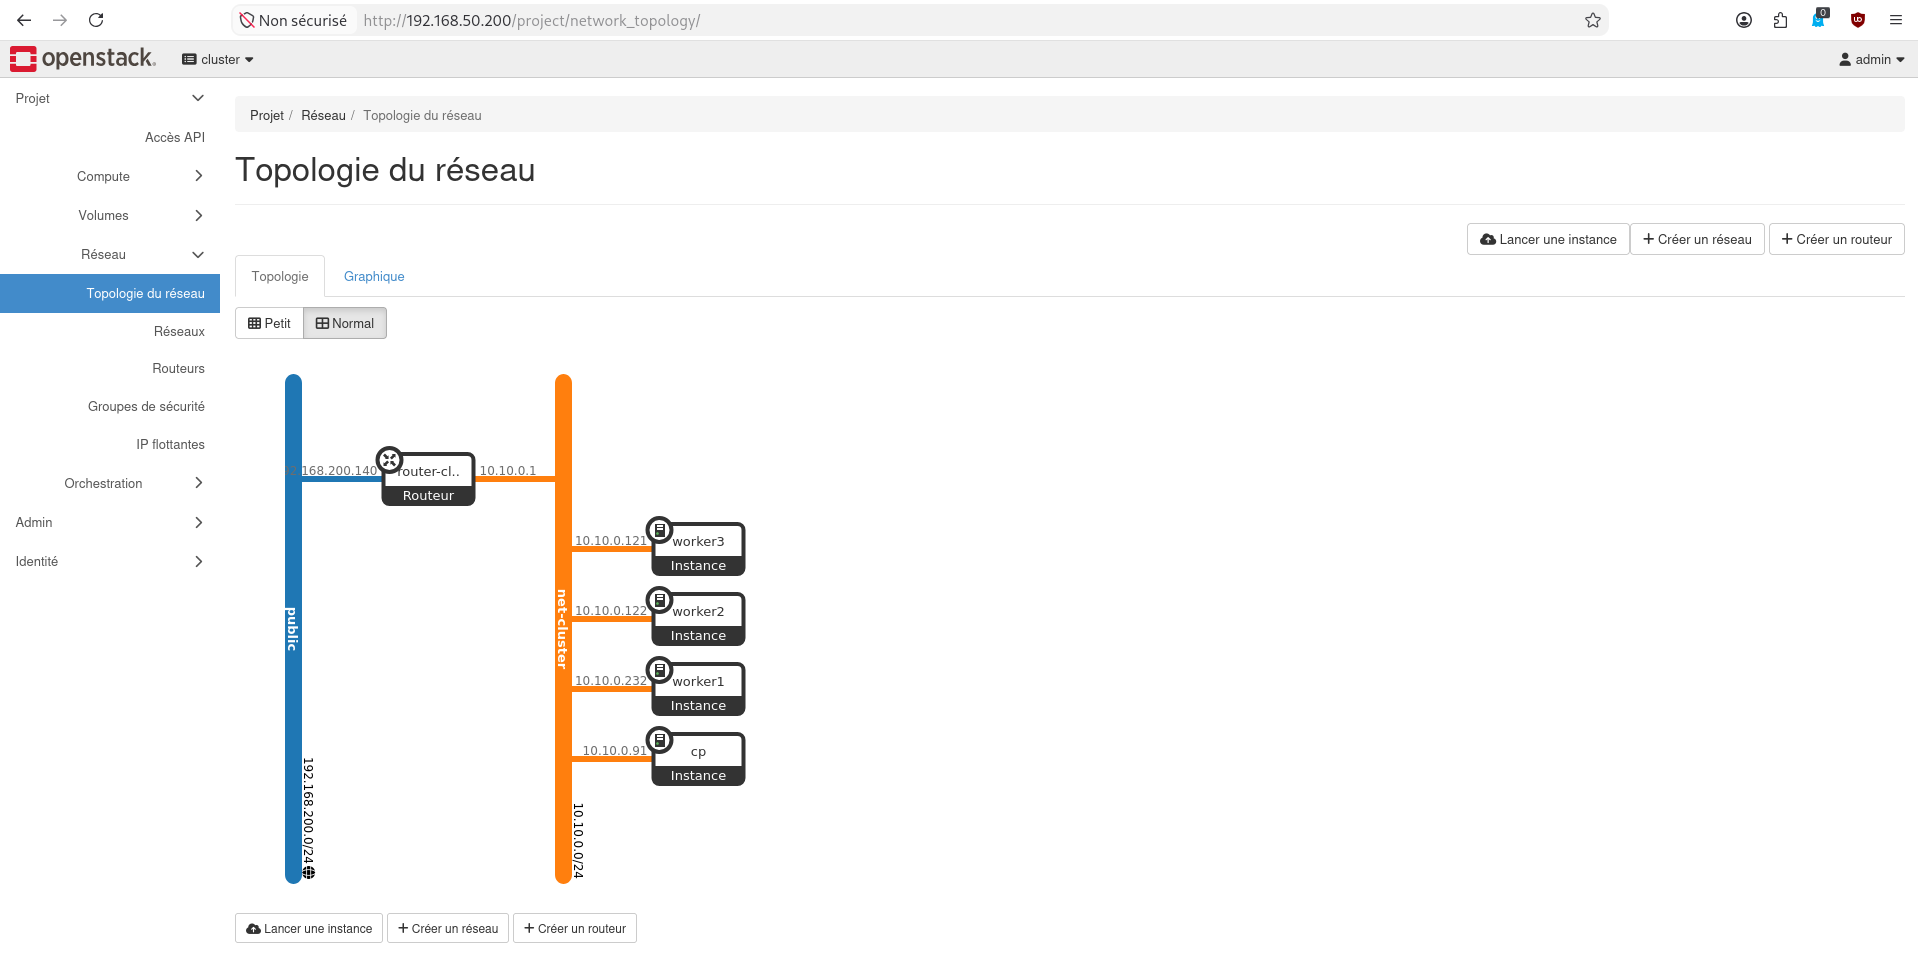 Non sécurisé http://192.168.50.200/project/network_topology/
0
openstack. cluster admin
Projet
Accès API
Compute
Volumes
Réseau
Topologie du réseau
Réseaux
Routeurs
Groupes de sécurité
IP flottantes
Orchestration
Admin
Identité
Projet / Réseau / Topologie du réseau
Topologie du réseau
Lancer une instance Créer un réseau Créer un routeur
Topologie Graphique
Petit Normal
.168.200.140 router-cl.. 10.10.0.1
Routeur
10.10.0.121 worker3
Instance
10.10.0.122 worker2
Instance
10.10.0.232 worker1
Instance
10.10.0.91 cp
Instance
public
net-cluster
192.168.200.0/24
10.10.0.0/24
Lancer une instance Créer un réseau Créer un routeur